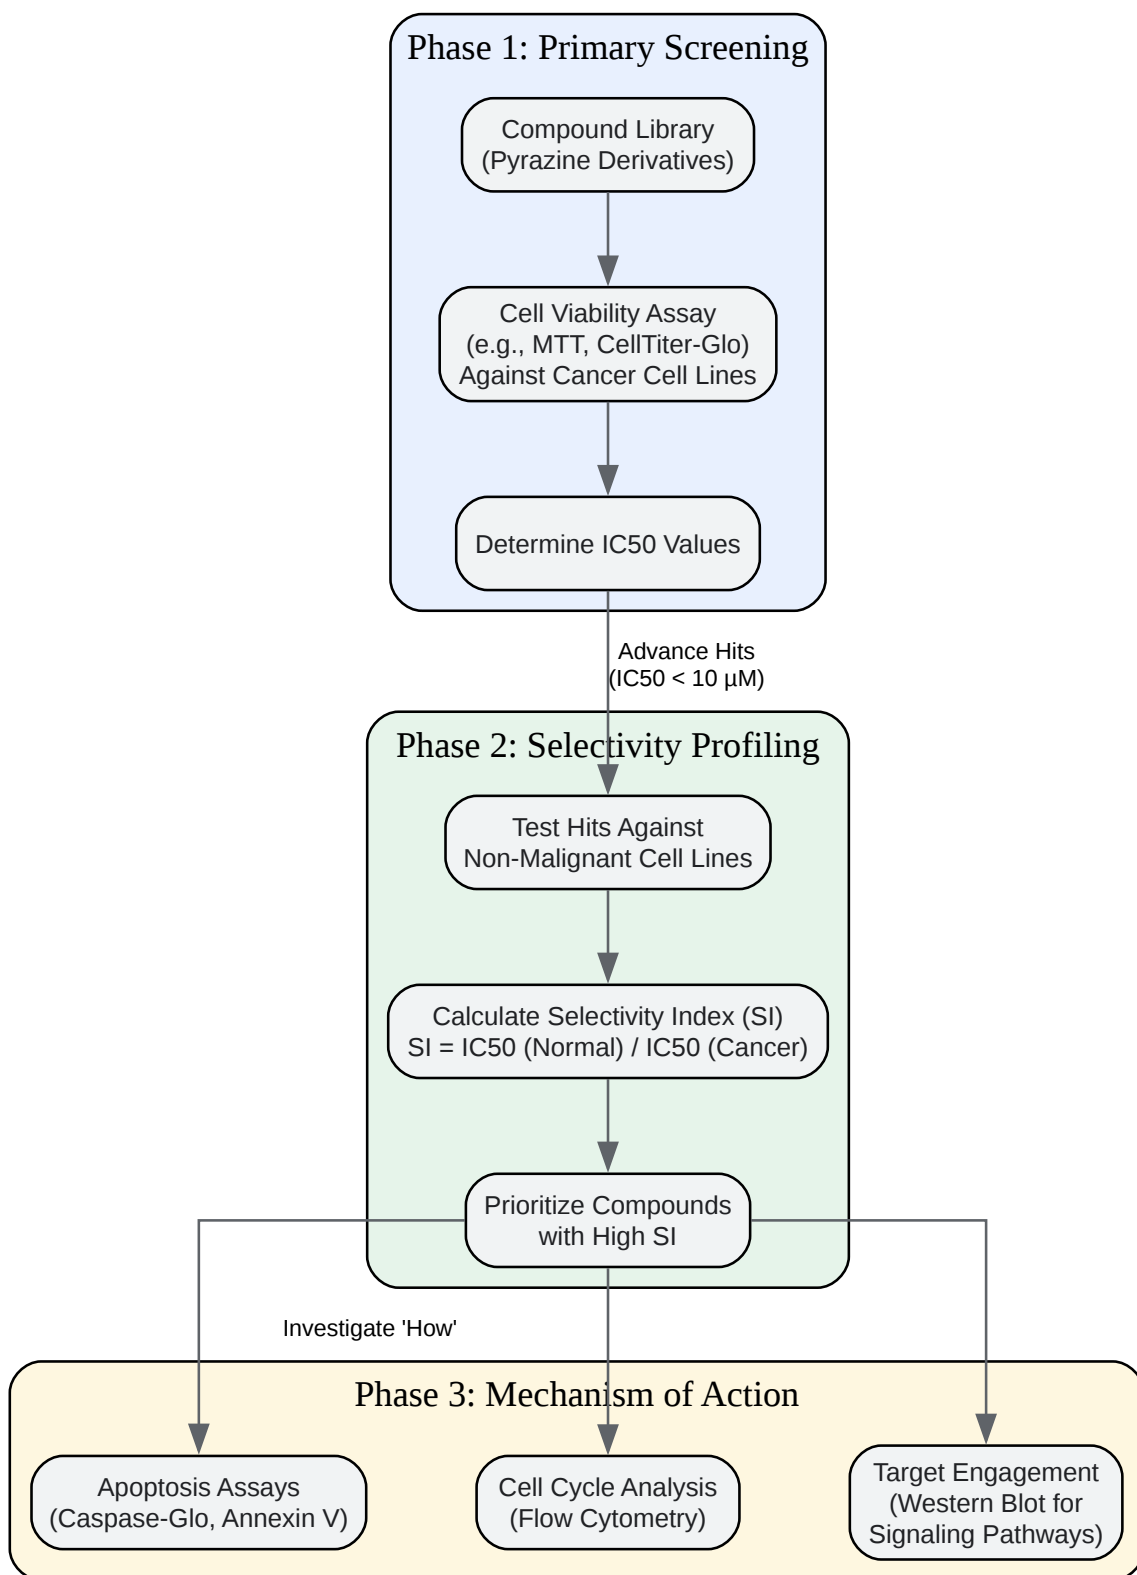 Phase 1: Primary Screening
Compound Library
(Pyrazine Derivatives)
Cell Viability Assay
(e.g., MTT, CellTiter-Glo)
Against Cancer Cell Lines
Determine IC50 Values
Advance Hits
(IC50 < 10 µM)
Phase 2: Selectivity Profiling
Test Hits Against
Non-Malignant Cell Lines
Calculate Selectivity Index (SI)
SI = IC50 (Normal) / IC50 (Cancer)
Prioritize Compounds
with High SI
Investigate 'How'
Phase 3: Mechanism of Action
Apoptosis Assays
(Caspase-Glo, Annexin V)
Cell Cycle Analysis
(Flow Cytometry)
Target Engagement
(Western Blot for
Signaling Pathways)